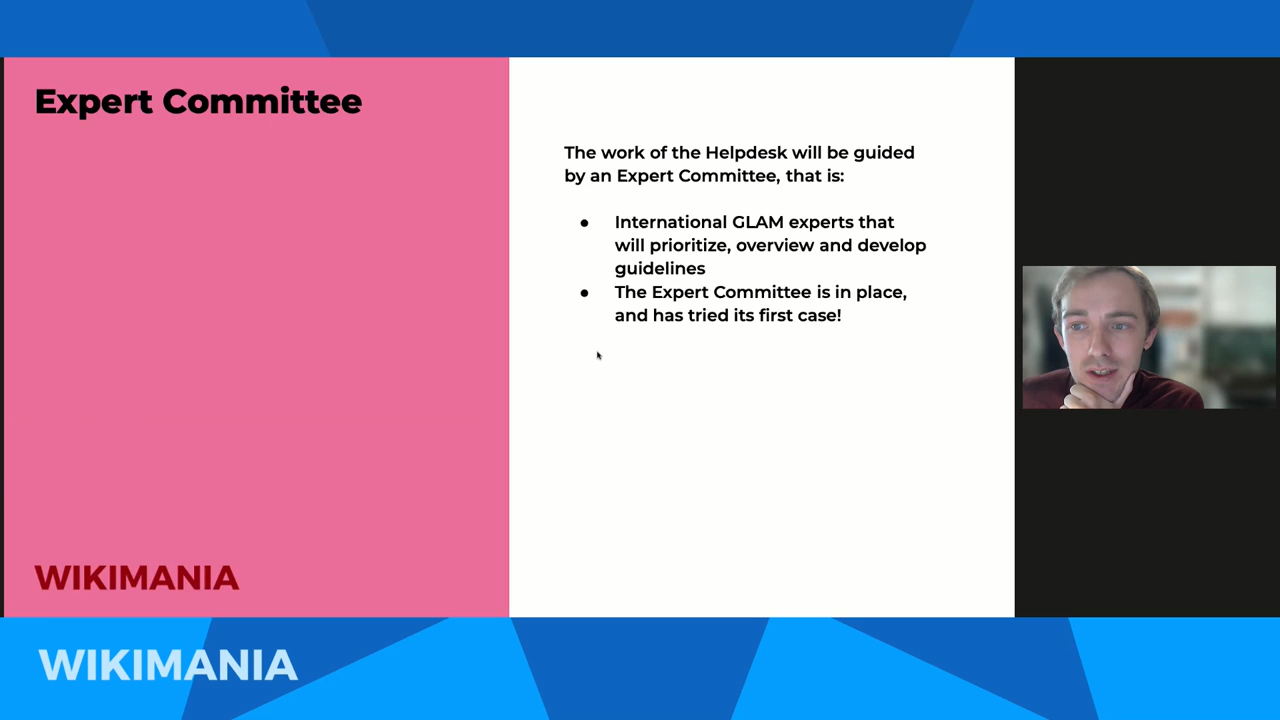 Expert Committee
The work of the Helpdesk will be guided
by an Expert Committee, that is:
● International GLAM experts that
will prioritize, overview and develop
guidelines
● The Expert Committee is in place,
and has tried its first case!
WIKIMANIA
WIKIMANIA